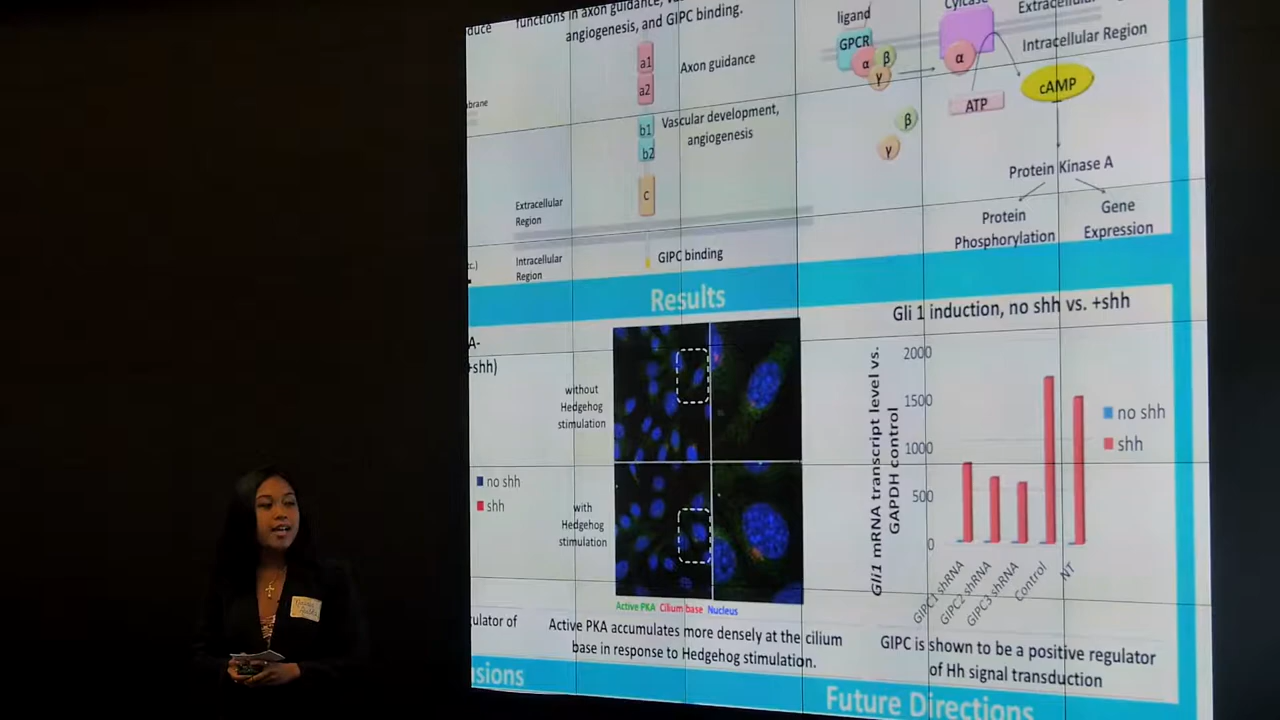 duce
functions in axon guidance,
angiogenesis, and GIPC binding.
a1
a2
Axon guidance
b1
b2
Vascular development,
angiogenesis
c
brane
Extracellular
Region
Intracellular
Region
GIPC binding
ligand
GPCR
α
β
γ
Cylcase
α
Intracellular Region
ATP
cAMP
β
γ
Protein Kinase A
Protein
Phosphorylation
Gene
Expression
Results
A-
+shh)
no shh
shh
without
Hedgehog
stimulation
with
Hedgehog
stimulation
Active PKA Cilium base Nucleus
Active PKA accumulates more densely at the cilium
base in response to Hedgehog stimulation.
Gli 1 induction, no shh vs. +shh
Gli1 mRNA transcript level vs.
GAPDH control
2000
1500
1000
500
0
GIPC1 shRNA
GIPC2 shRNA
GIPC3 shRNA
Control
NT
no shh
shh
GIPC is shown to be a positive regulator
of Hh signal transduction
ulator of
sions
Future Directions